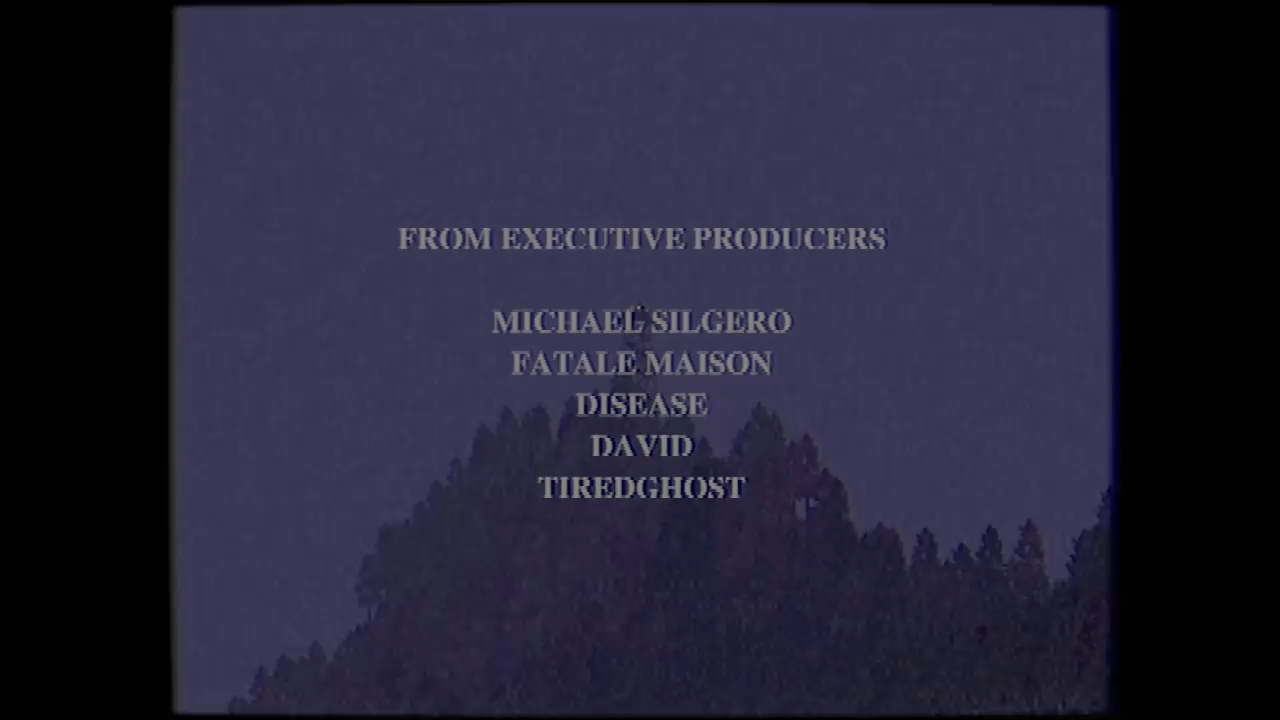 FROM EXECUTIVE PRODUCERS
MICHAEL SILGERO
FATALE MAISON
DISEASE
DAVID
TIREDGHOST